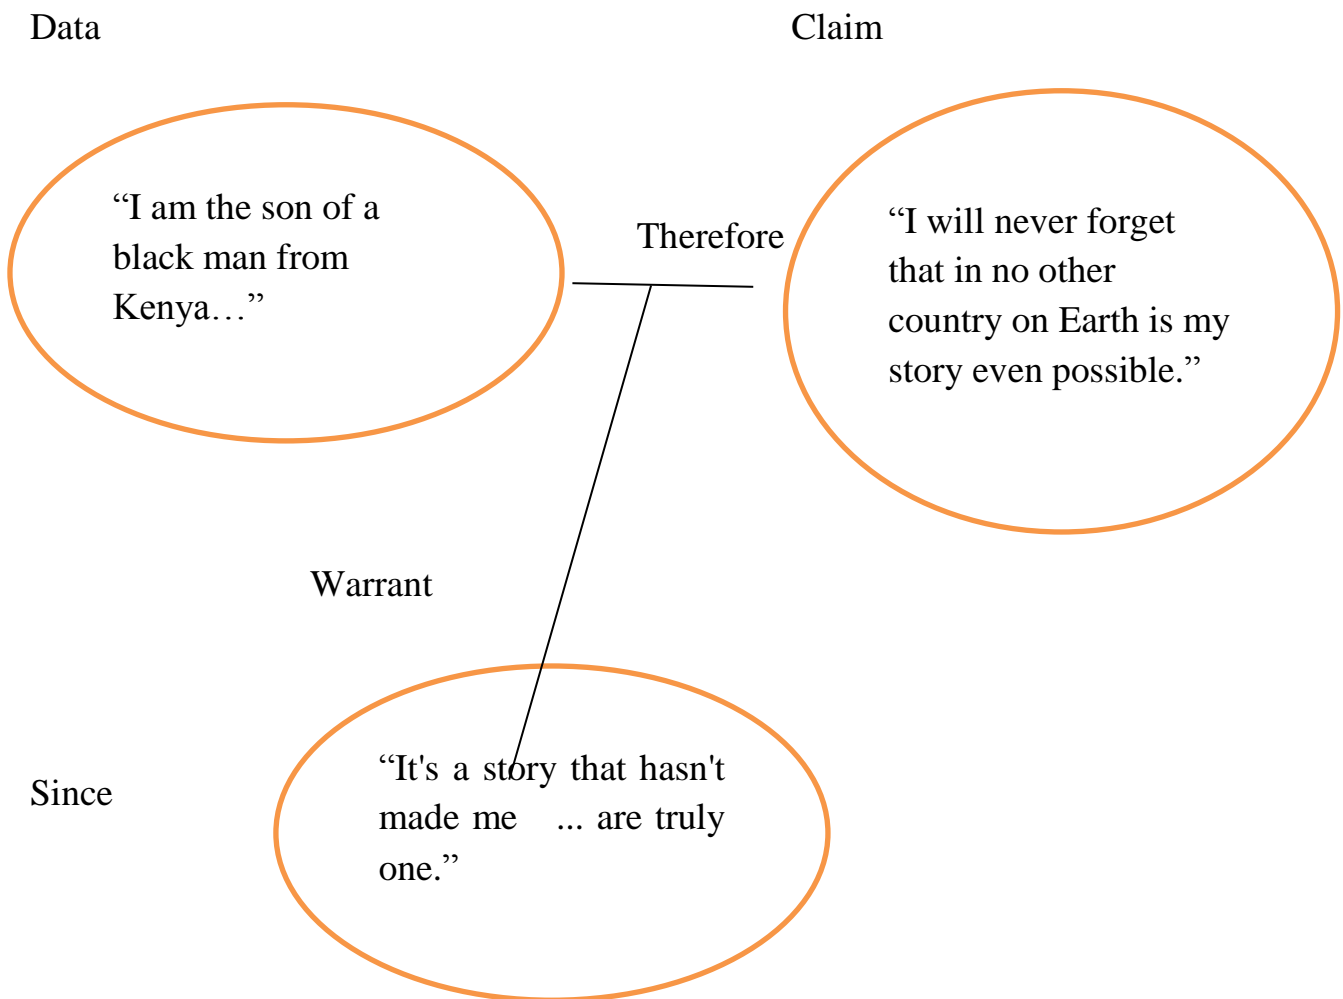 Data
Claim
“I am the son of a
black man from
Kenya…”
Therefore
“I will never forget
that in no other
country on Earth is my
story even possible.”
Warrant
Since
“It's a story that hasn't
made me ... are truly
one.”